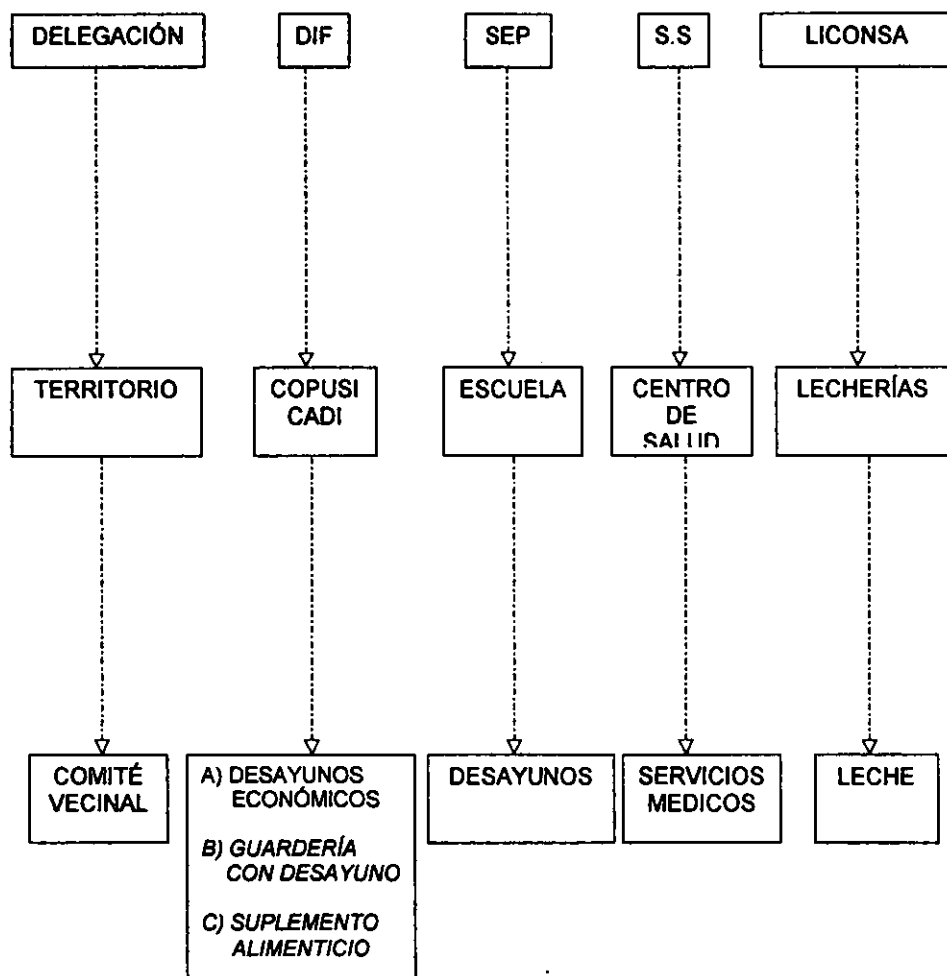 DELEGACIÓN
DIF
SEP
S.S
LICONSA
TERRITORIO
COPUSI
CADI
ESCUELA
CENTRO
DE
SALUD
LECHERÍAS
COMITÉ
VECINAL
A) DESAYUNOS
ECONÓMICOS
B) GUARDERÍA
CON DESAYUNO
C) SUPLEMENTO
ALIMENTICIO
DESAYUNOS
SERVICIOS
MEDICOS
LECHE